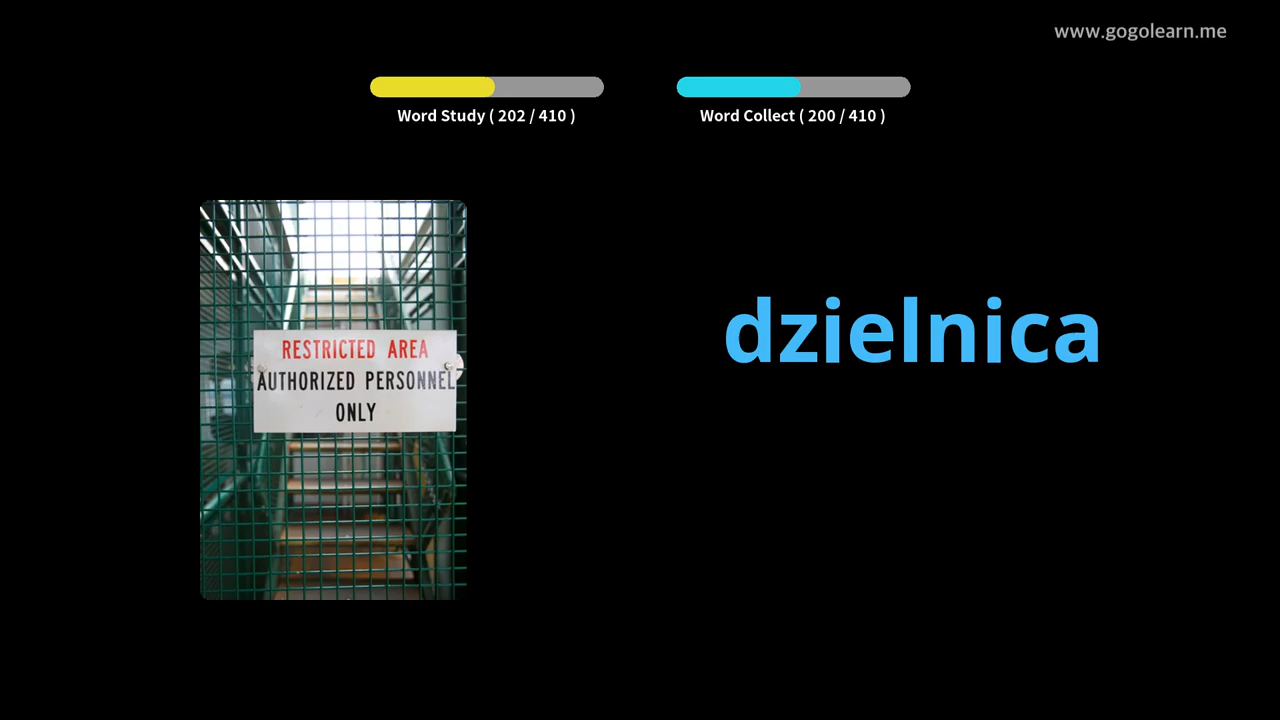 www.gogolearn.me
Word Study ( 202 / 410 )
Word Collect ( 200 / 410 )
RESTRICTED AREA
AUTHORIZED PERSONNEL
ONLY
dzielnica